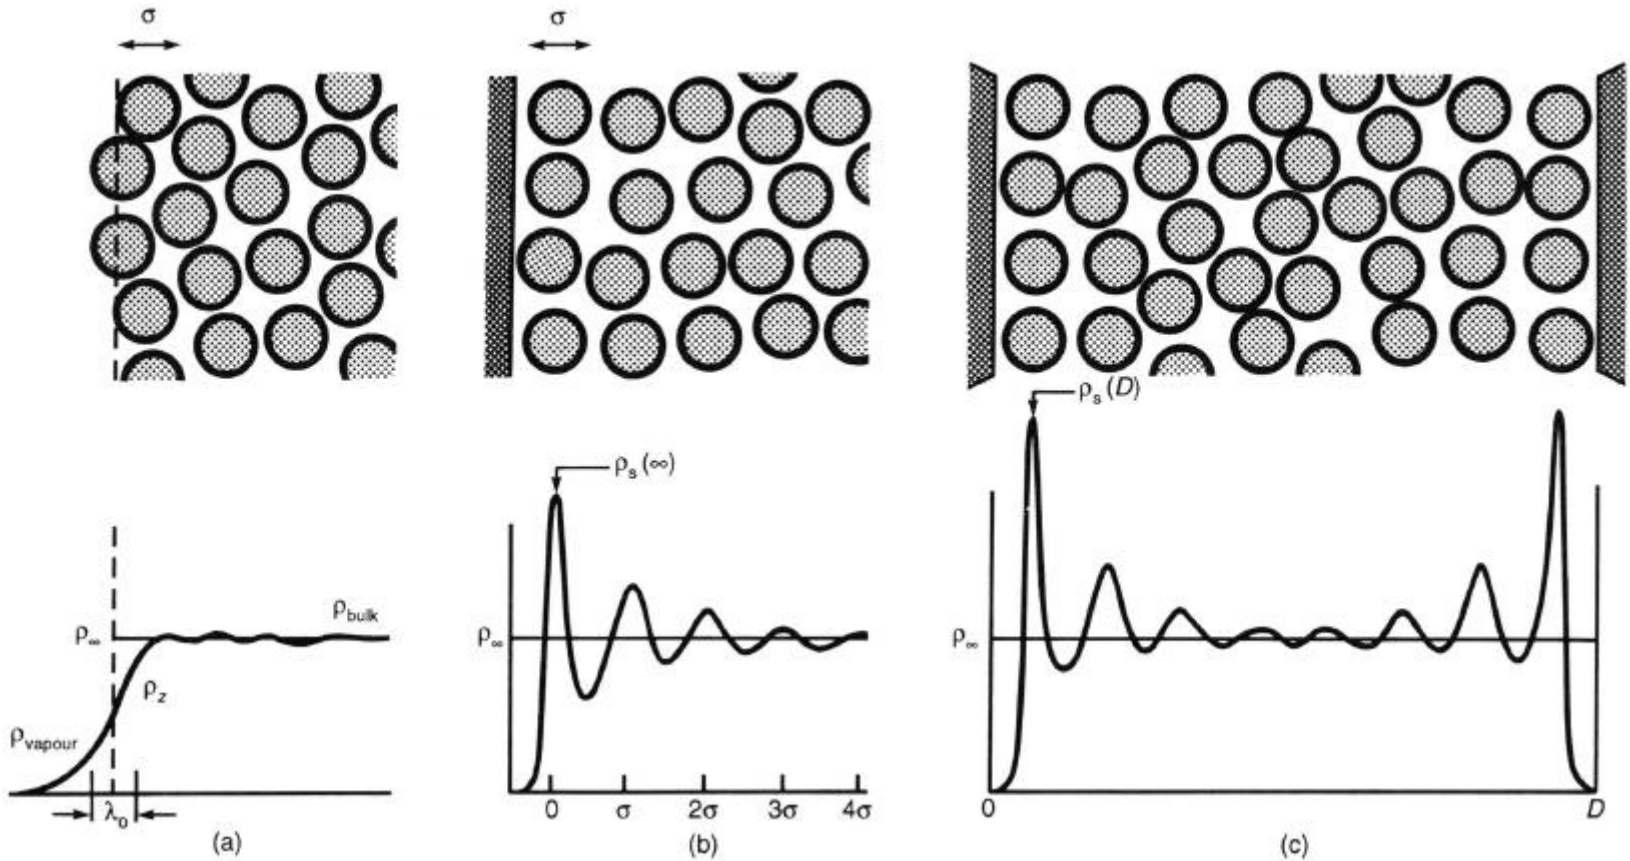 σ
σ
ρs (D)
ρs (∞)
ρ∞
ρbulk
ρz
ρvapour
λ0
(a)
ρ∞
0 σ 2σ 3σ 4σ
(b)
ρ∞
0 D
(c)